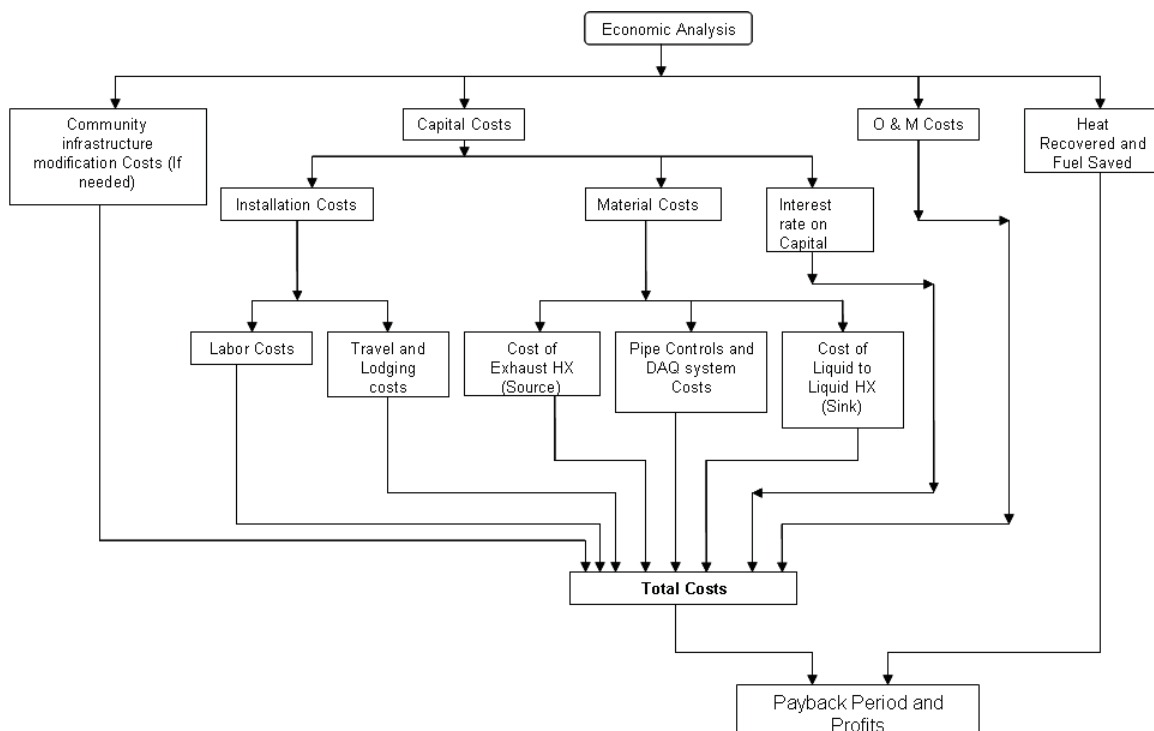 Economic Analysis
Community
infrastructure
modification Costs (If
needed)
Capital Costs
O & M Costs
Heat
Recovered and
Fuel Saved
Installation Costs
Material Costs
Interest
rate on
Capital
Labor Costs
Travel and
Lodging
costs
Cost of
Exhaust HX
(Source)
Pipe Controls and
DAQ system
Costs
Cost of
Liquid to
Liquid HX
(Sink)
Total Costs
Payback Period and
Profits